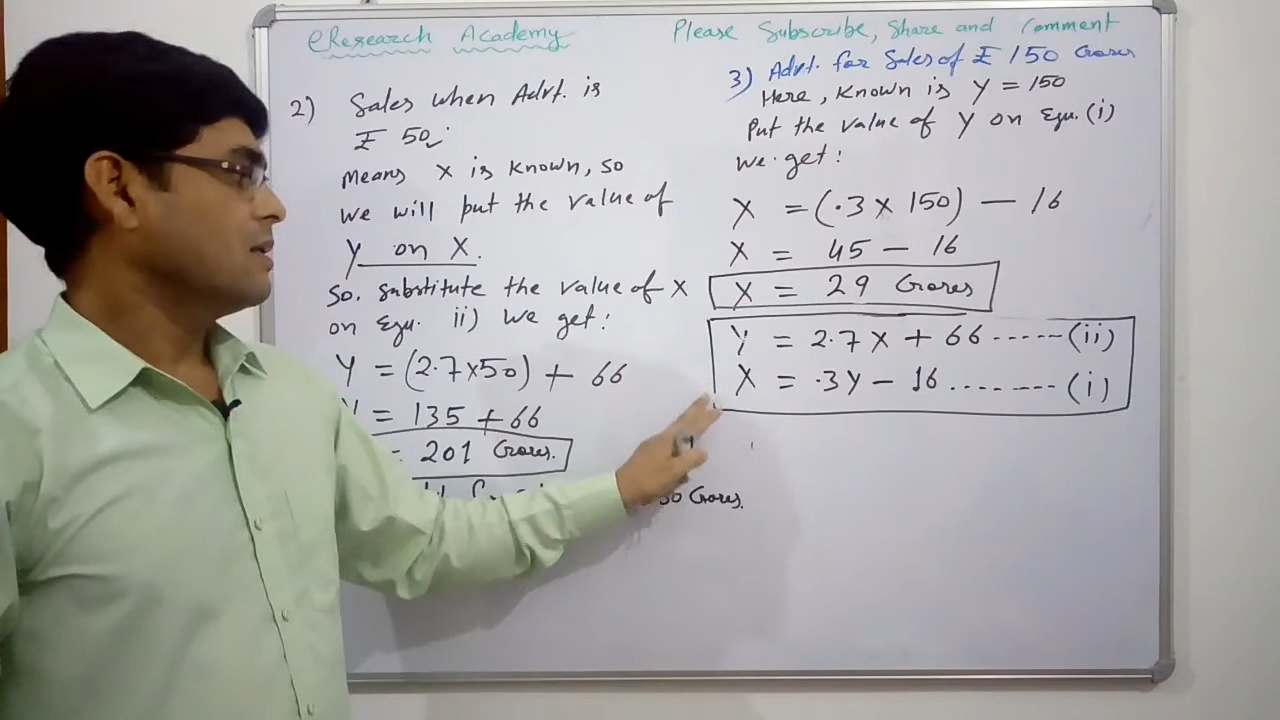 eResearch Academy
Please Subscribe, Share and Comment
2) Sales when Advt. is
₹ 50
means X is known, so
we will put the value of
Y on X.
So, substitute the value of X
on Equ. ii) we get:
Y = (2.7×50) + 66
Y = 135 + 66
= 201 Crores.
50 Crores.
3) Advt. for Sales of ₹ 150 Crores
Here, Known is Y = 150
Put the value of Y on Equ. (i)
we get:
X = (.3 × 150) – 16
X = 45 – 16
X = 29 Crores
Y = 2.7X + 66 ----- (ii)
X = .3Y – 16 -------- (i)